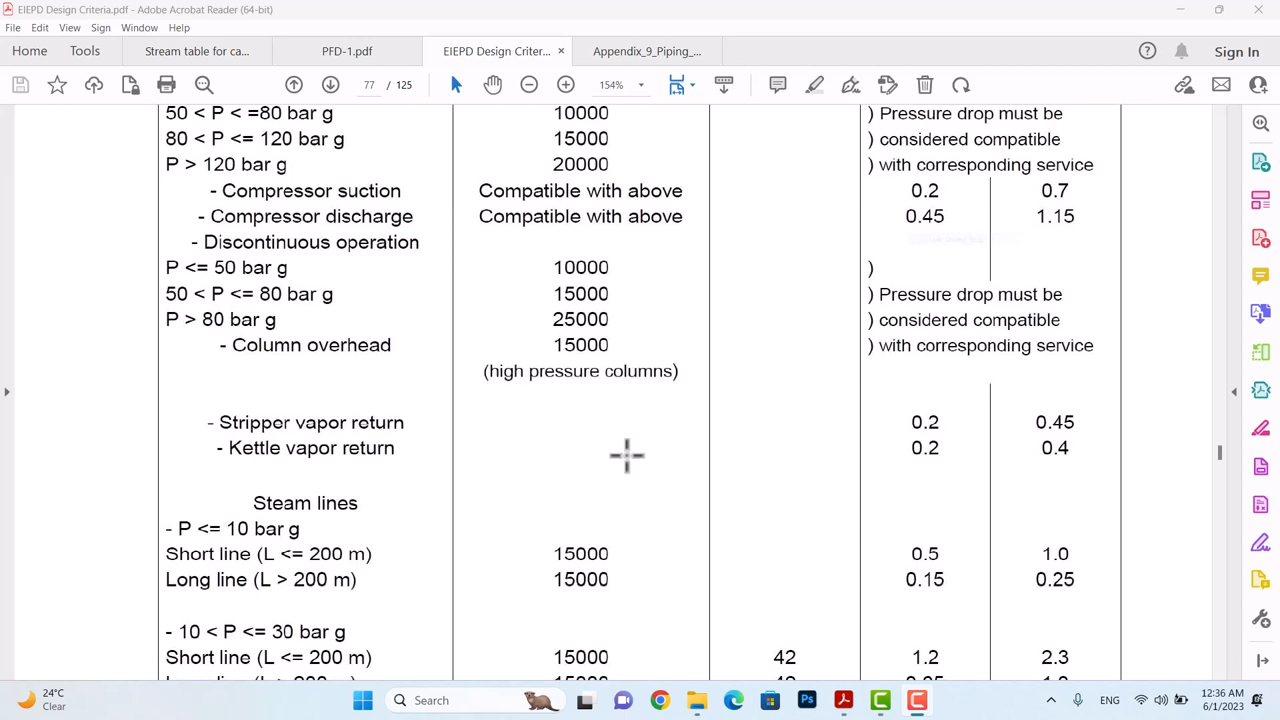 EIEPD Design Criteria.pdf - Adobe Acrobat Reader (64-bit)
File Edit View Sign Window Help
Home Tools Stream table for ca... PFD-1.pdf EIEPD Design Criter... × Appendix_9_Piping_... Sign In
77 / 125 154%
50 < P < =80 bar g 10000 ) Pressure drop must be
80 < P <= 120 bar g 15000 ) considered compatible
P > 120 bar g 20000 ) with corresponding service
- Compressor suction Compatible with above 0.2 0.7
- Compressor discharge Compatible with above 0.45 1.15
- Discontinuous operation
P <= 50 bar g 10000 )
50 < P <= 80 bar g 15000 ) Pressure drop must be
P > 80 bar g 25000 ) considered compatible
- Column overhead 15000 ) with corresponding service
(high pressure columns)
- Stripper vapor return 0.2 0.45
- Kettle vapor return 0.2 0.4
Steam lines
- P <= 10 bar g
Short line (L <= 200 m) 15000 0.5 1.0
Long line (L > 200 m) 15000 0.15 0.25
- 10 < P <= 30 bar g
Short line (L <= 200 m) 15000 42 1.2 2.3
24°C
Clear
Search
ENG
12:36 AM
6/1/2023